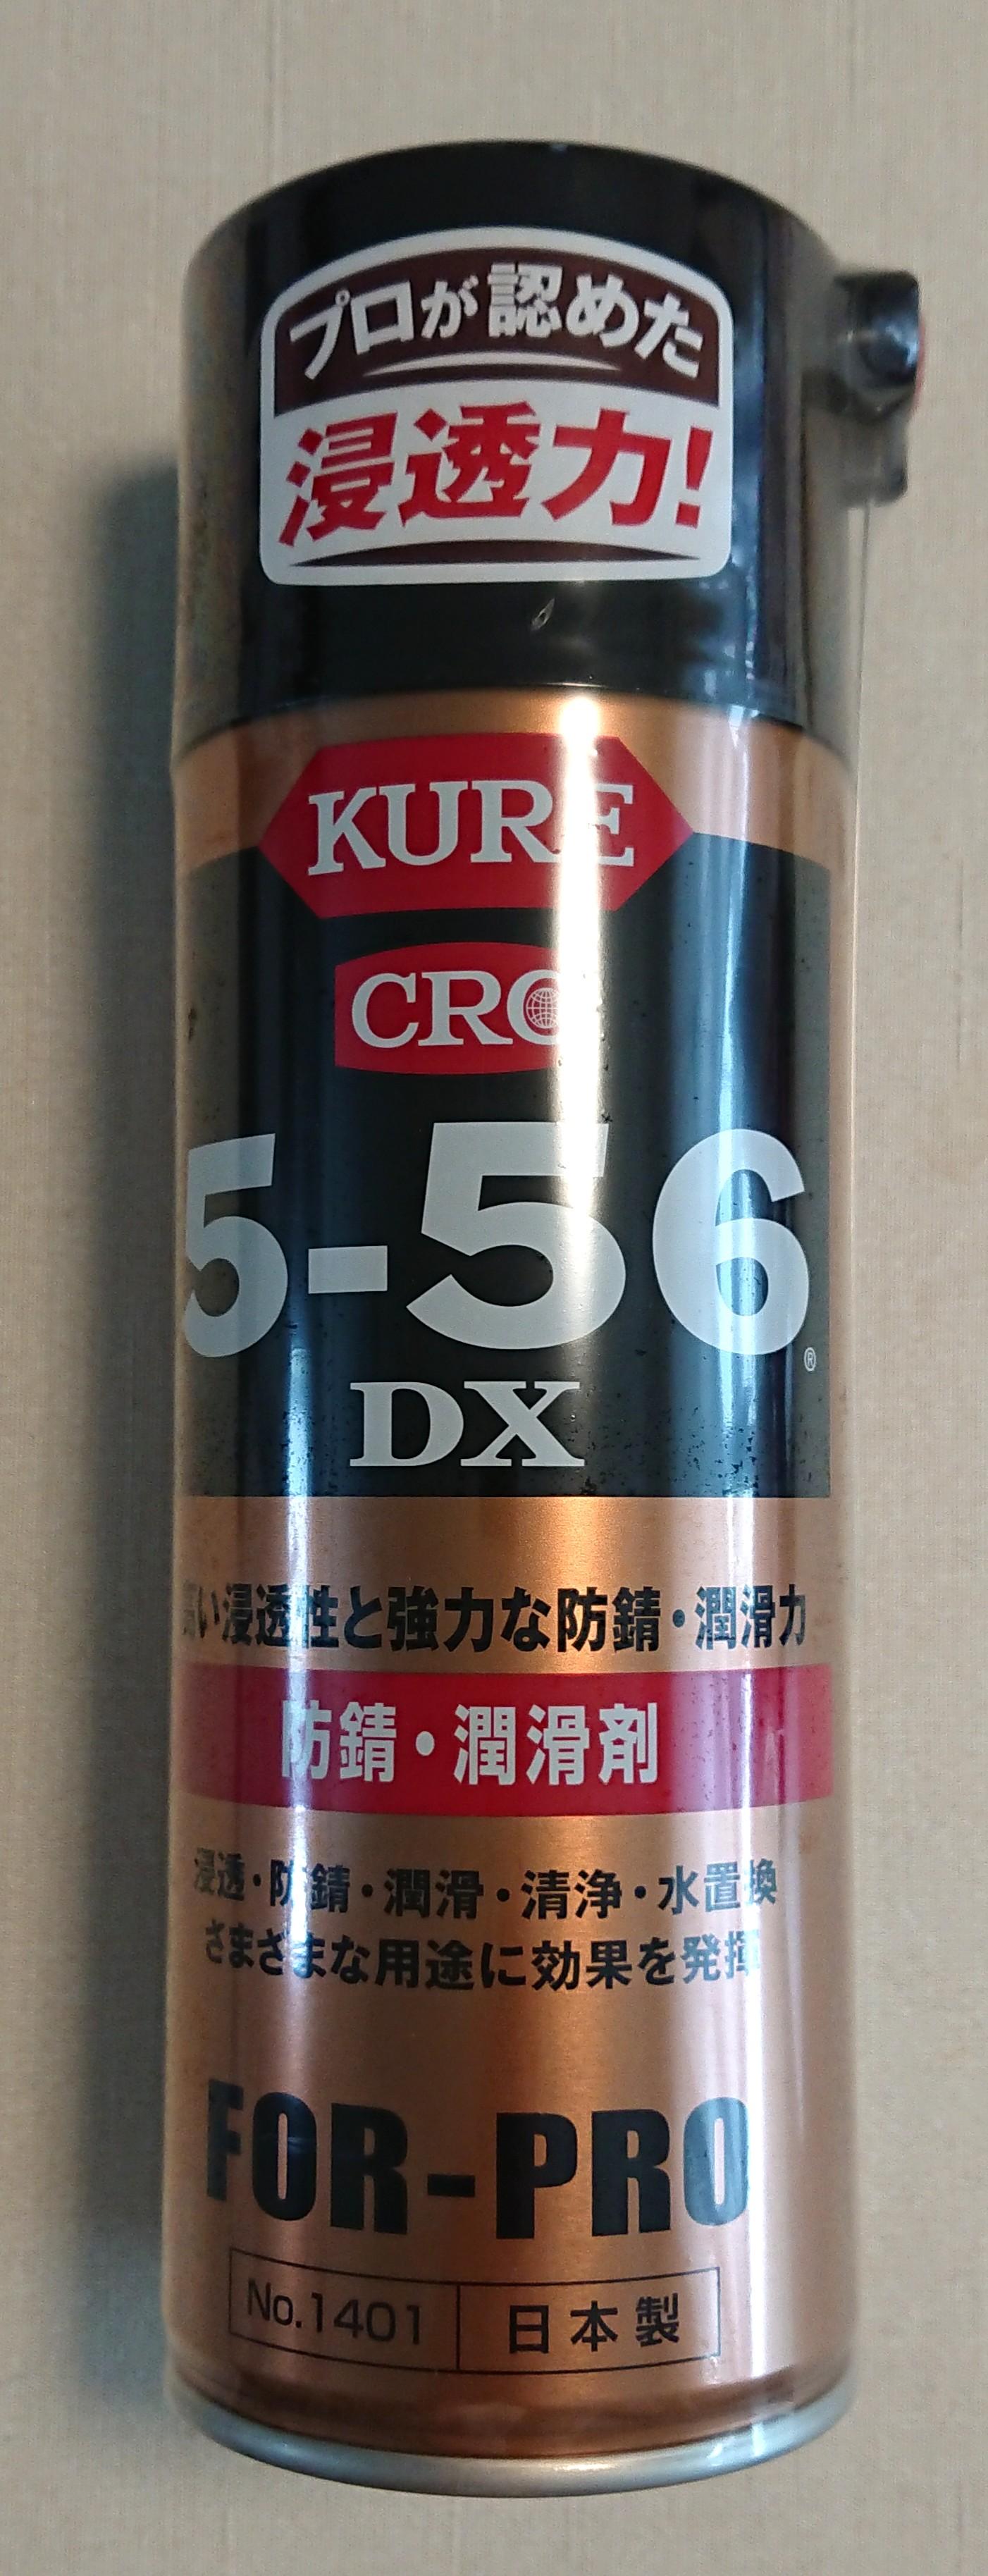 プロが認めた
浸透力!
KURE
CRC
5-56®
DX
高い浸透性と強力な防錆・潤滑力
防錆・潤滑剤
浸透・防錆・潤滑・清浄・水置換
さまざまな用途に効果を発揮
FOR-PRO
No.1401 日本製